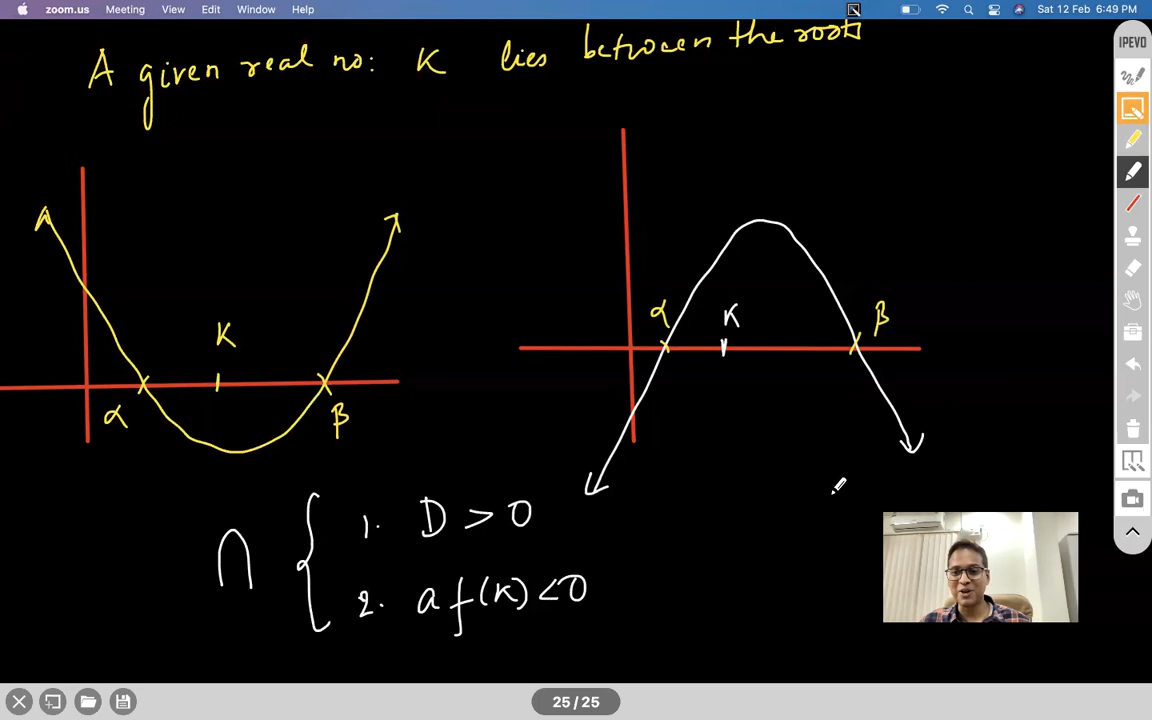 zoom.us Meeting View Edit Window Help
Sat 12 Feb 6:49 PM
IPEVO
A given real no: K lies between the roots
K
α
β
α
K
β
∩ { 1. D > 0
2. a f(K) < 0
25/25